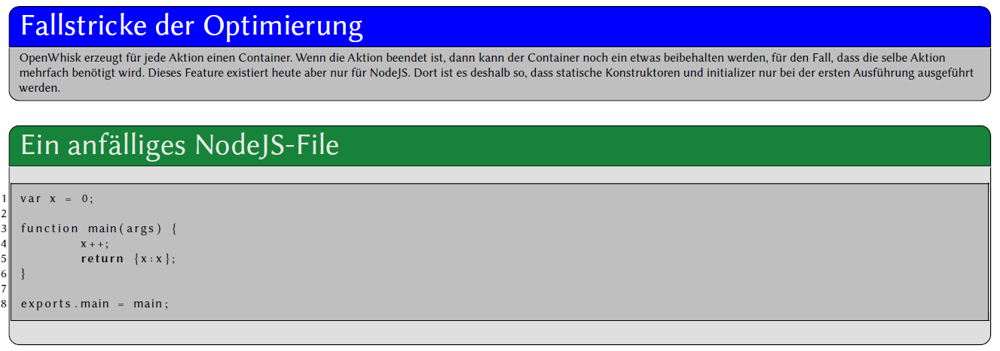 Fallstricke der Optimierung
OpenWhisk erzeugt für jede Aktion einen Container. Wenn die Aktion beendet ist, dann kann der Container noch ein etwas beibehalten werden, für den Fall, dass die selbe Aktion
mehrfach benötigt wird. Dieses Feature existiert heute aber nur für NodeJS. Dort ist es deshalb so, dass statische Konstruktoren und initializer nur bei der ersten Ausführung ausgeführt
werden.
Ein anfälliges NodeJS-File
1 var x = 0;
2
3 function main(args) {
4 x++;
5 return {x:x};
6 }
7
8 exports.main = main;